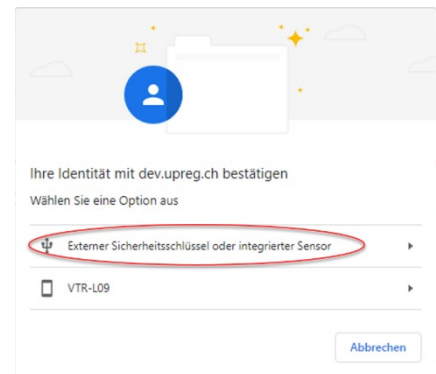 Ihre Identität mit dev.upreg.ch bestätigen
Wählen Sie eine Option aus
Externer Sicherheitsschlüssel oder integrierter Sensor
VTR-L09
Abbrechen